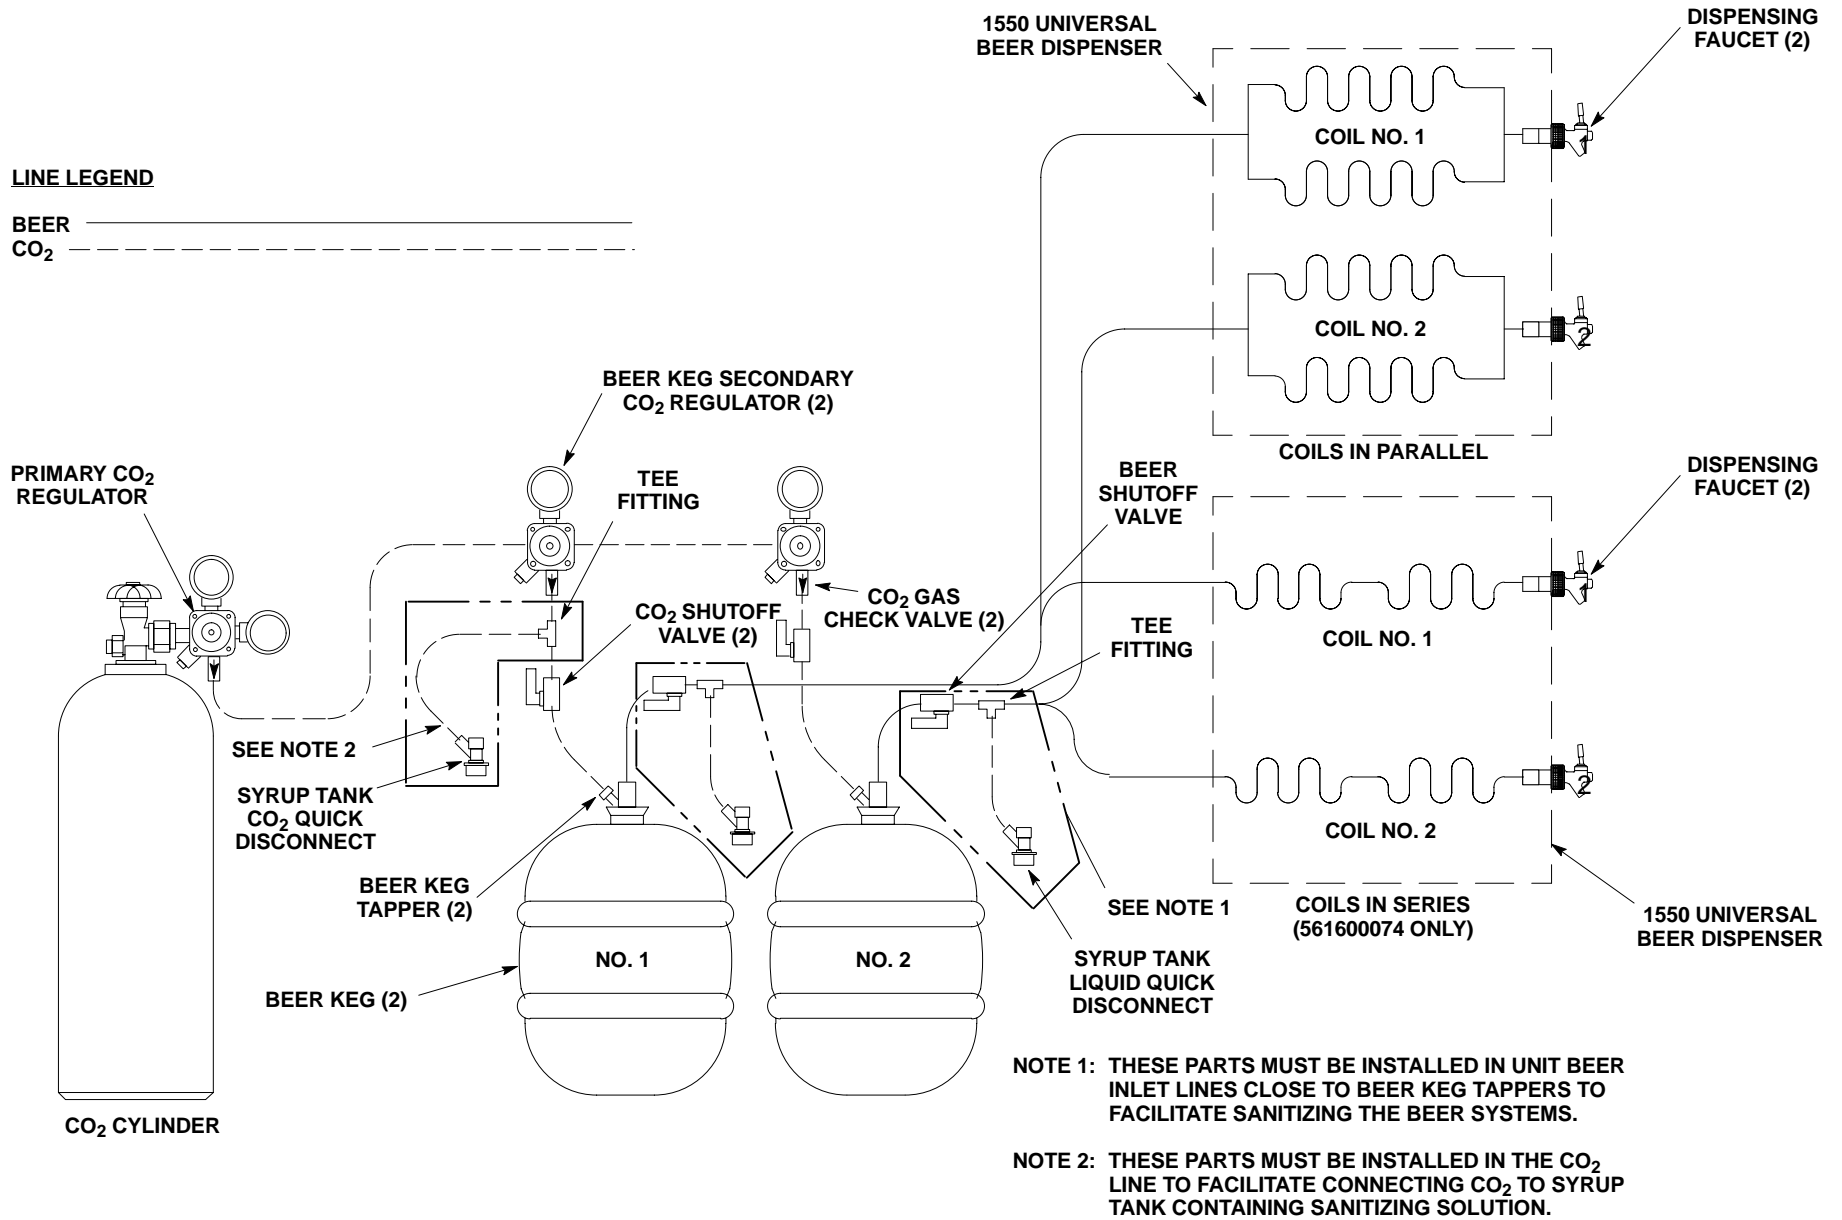 1550 UNIVERSAL
BEER DISPENSER
DISPENSING
FAUCET (2)
LINE LEGEND
BEER
CO2
COIL NO. 1
1
COIL NO. 2
2
COILS IN PARALLEL
BEER KEG SECONDARY
CO2 REGULATOR (2)
PRIMARY CO2
REGULATOR
TEE
FITTING
BEER
SHUTOFF
VALVE
DISPENSING
FAUCET (2)
CO2 SHUTOFF
VALVE (2)
CO2 GAS
CHECK VALVE (2)
TEE
FITTING
COIL NO. 1
1
COIL NO. 2
2
SEE NOTE 2
SYRUP TANK
CO2 QUICK
DISCONNECT
BEER KEG
TAPPER (2)
BEER KEG (2)
NO. 1
NO. 2
SEE NOTE 1
SYRUP TANK
LIQUID QUICK
DISCONNECT
COILS IN SERIES
(561600074 ONLY)
1550 UNIVERSAL
BEER DISPENSER
CO2 CYLINDER
NOTE 1: THESE PARTS MUST BE INSTALLED IN UNIT BEER
INLET LINES CLOSE TO BEER KEG TAPPERS TO
FACILITATE SANITIZING THE BEER SYSTEMS.
NOTE 2: THESE PARTS MUST BE INSTALLED IN THE CO2
LINE TO FACILITATE CONNECTING CO2 TO SYRUP
TANK CONTAINING SANITIZING SOLUTION.